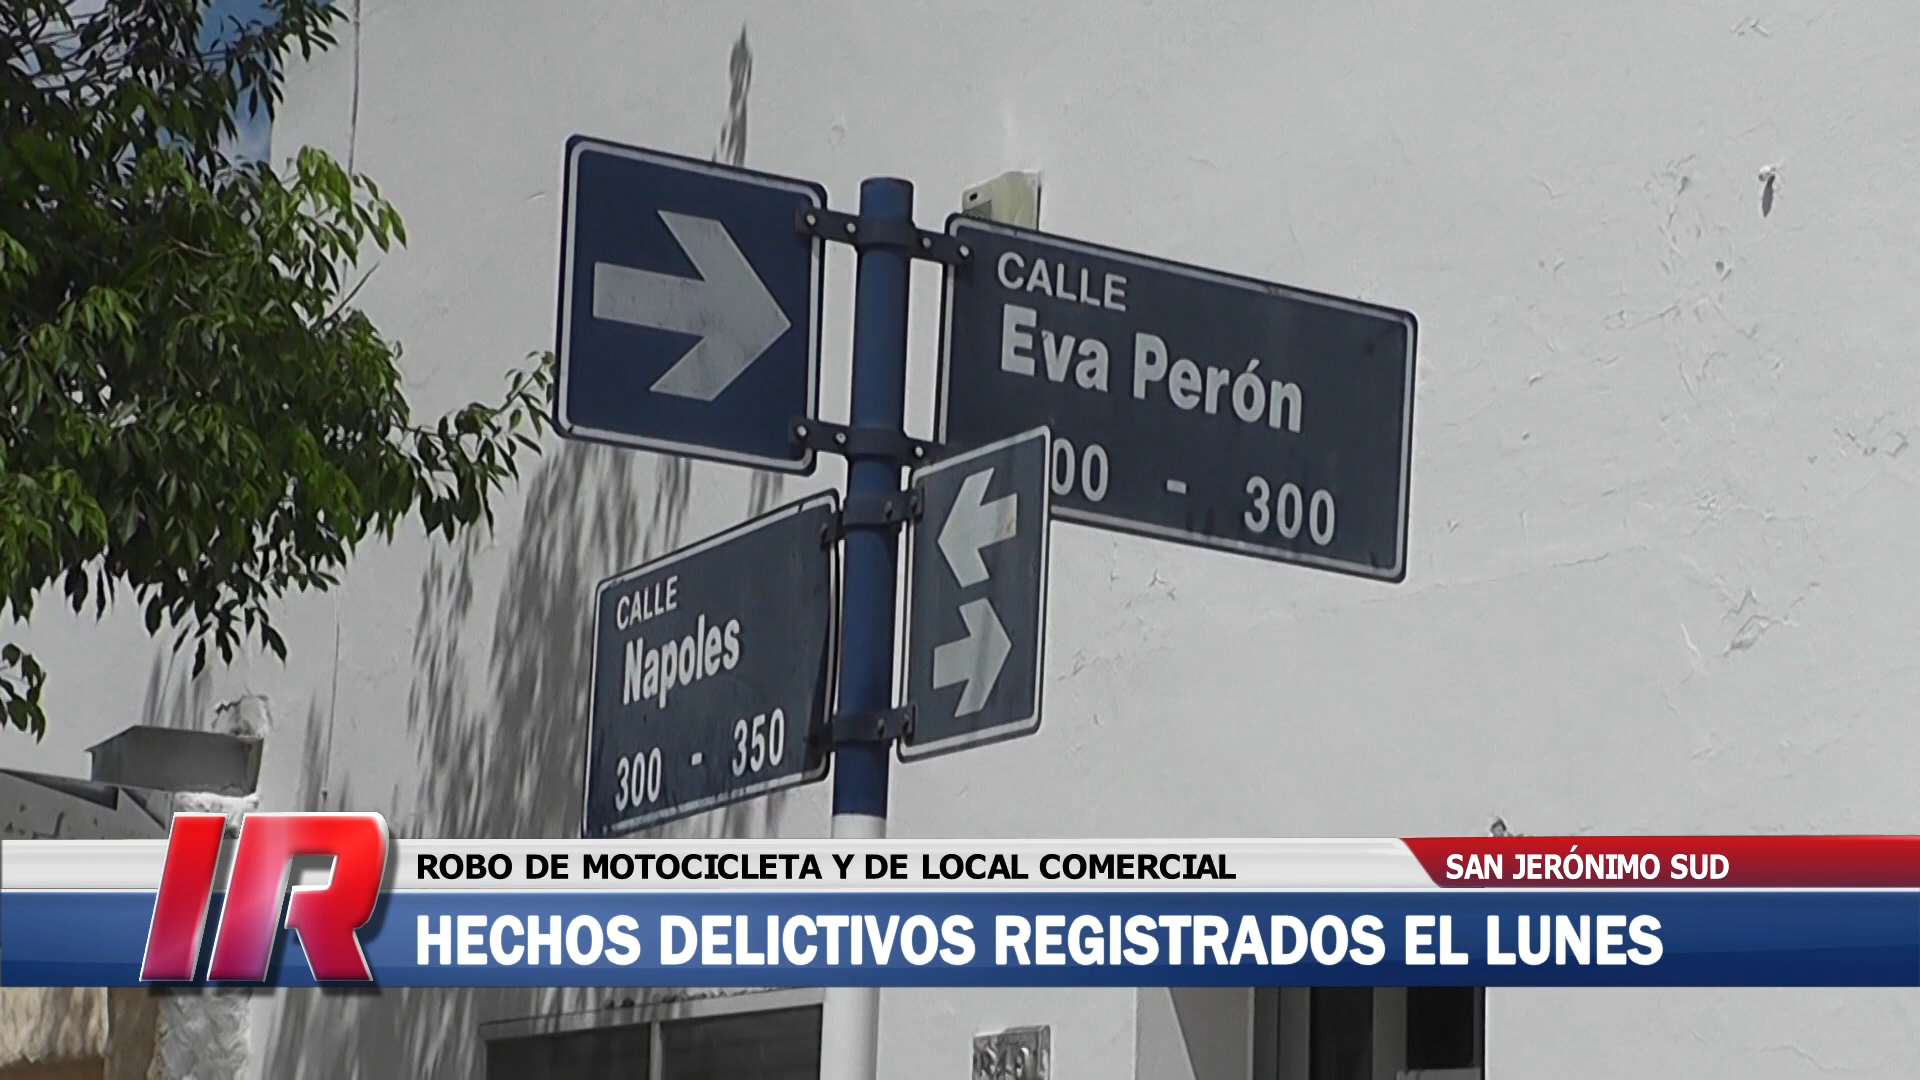 CALLE
Eva Perón
00 - 300
CALLE
Napoles
300 - 350
IR
ROBO DE MOTOCICLETA Y DE LOCAL COMERCIAL
SAN JERÓNIMO SUD
HECHOS DELICTIVOS REGISTRADOS EL LUNES